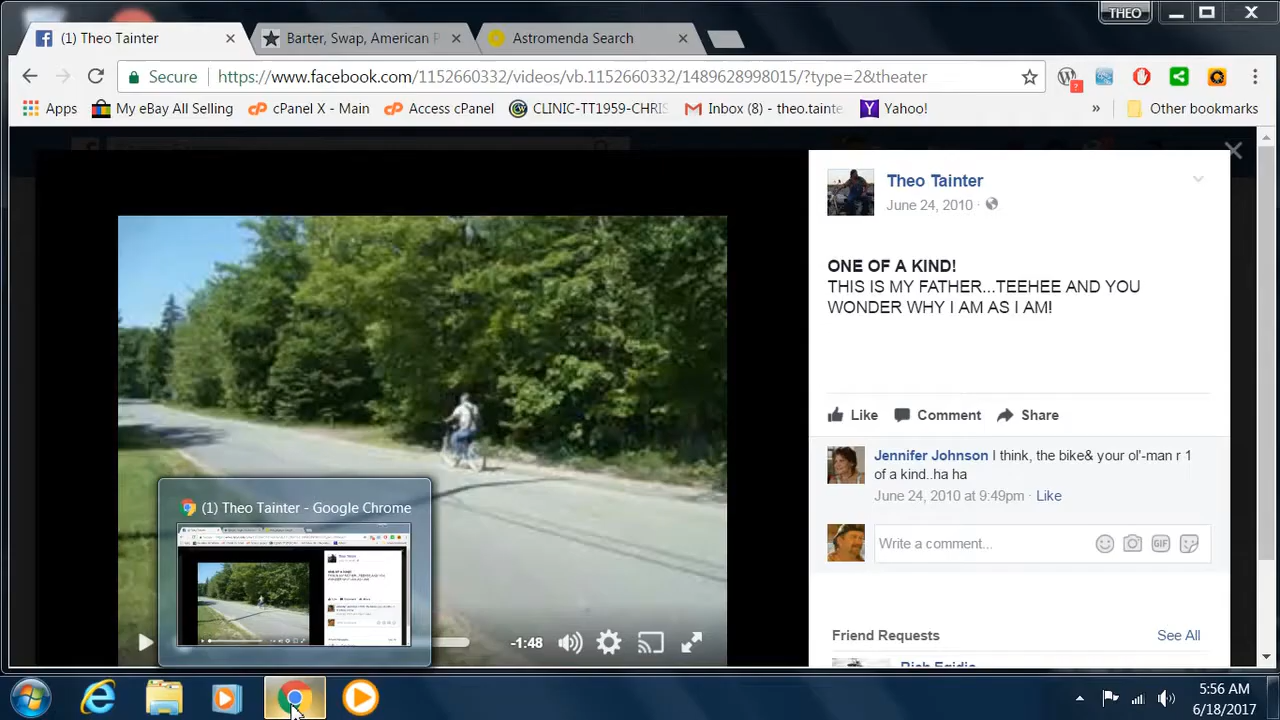 THEO
(1) Theo Tainter
Barter, Swap, American P
Astromenda Search
Secure https://www.facebook.com/1152660332/videos/vb.1152660332/1489628998015/?type=2&theater
?
Apps My eBay All Selling cPanel X - Main Access cPanel CLINIC-TT1959-CHRIS Inbox (8) - theo.tainte Yahoo! » Other bookmarks
Theo Tainter
June 24, 2010
ONE OF A KIND!
THIS IS MY FATHER...TEEHEE AND YOU
WONDER WHY I AM AS I AM!
Like Comment Share
Jennifer Johnson I think, the bike& your ol'-man r 1
of a kind..ha ha
June 24, 2010 at 9:49pm · Like
Write a comment...
GIF
(1) Theo Tainter - Google Chrome
-1:48
Friend Requests See All
5:56 AM
6/18/2017